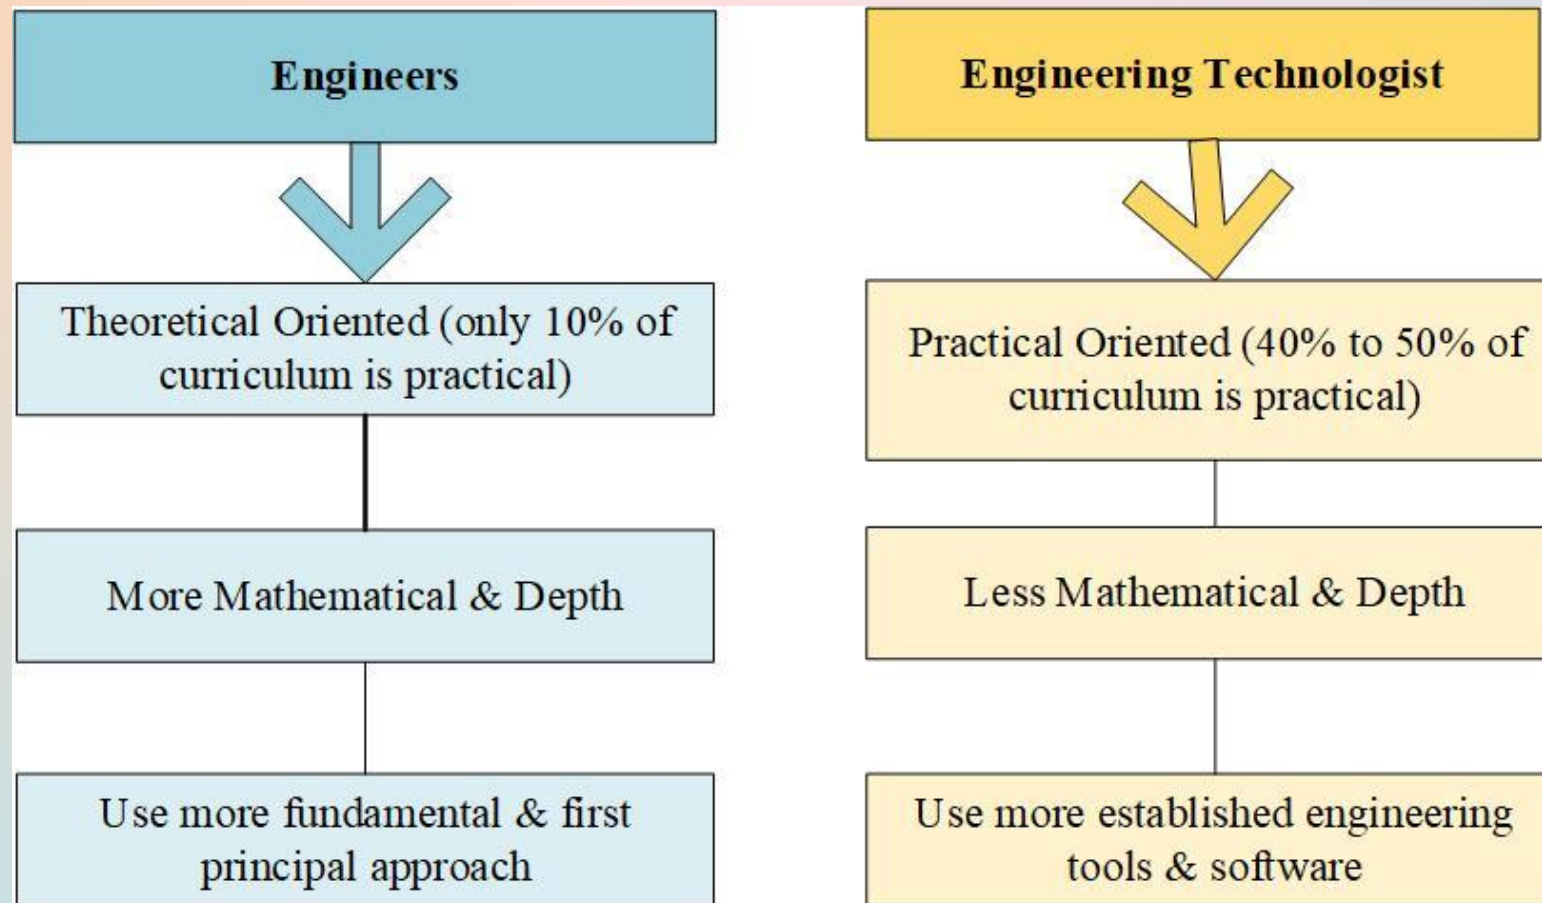 Engineers
Theoretical Oriented (only 10% of
curriculum is practical)
More Mathematical & Depth
Use more fundamental & first
principal approach
Engineering Technologist
Practical Oriented (40% to 50% of
curriculum is practical)
Less Mathematical & Depth
Use more established engineering
tools & software